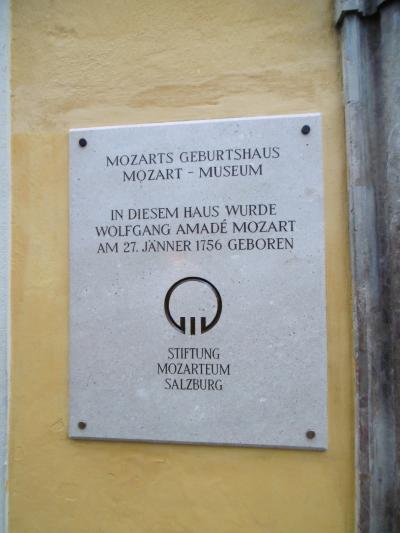 MOZARTS GEBURTSHAUS
MOZART - MUSEUM
IN DIESEM HAUS WURDE
WOLFGANG AMADÉ MOZART
AM 27. JÄNNER 1756 GEBOREN
STIFTUNG
MOZARTEUM
SALZBURG